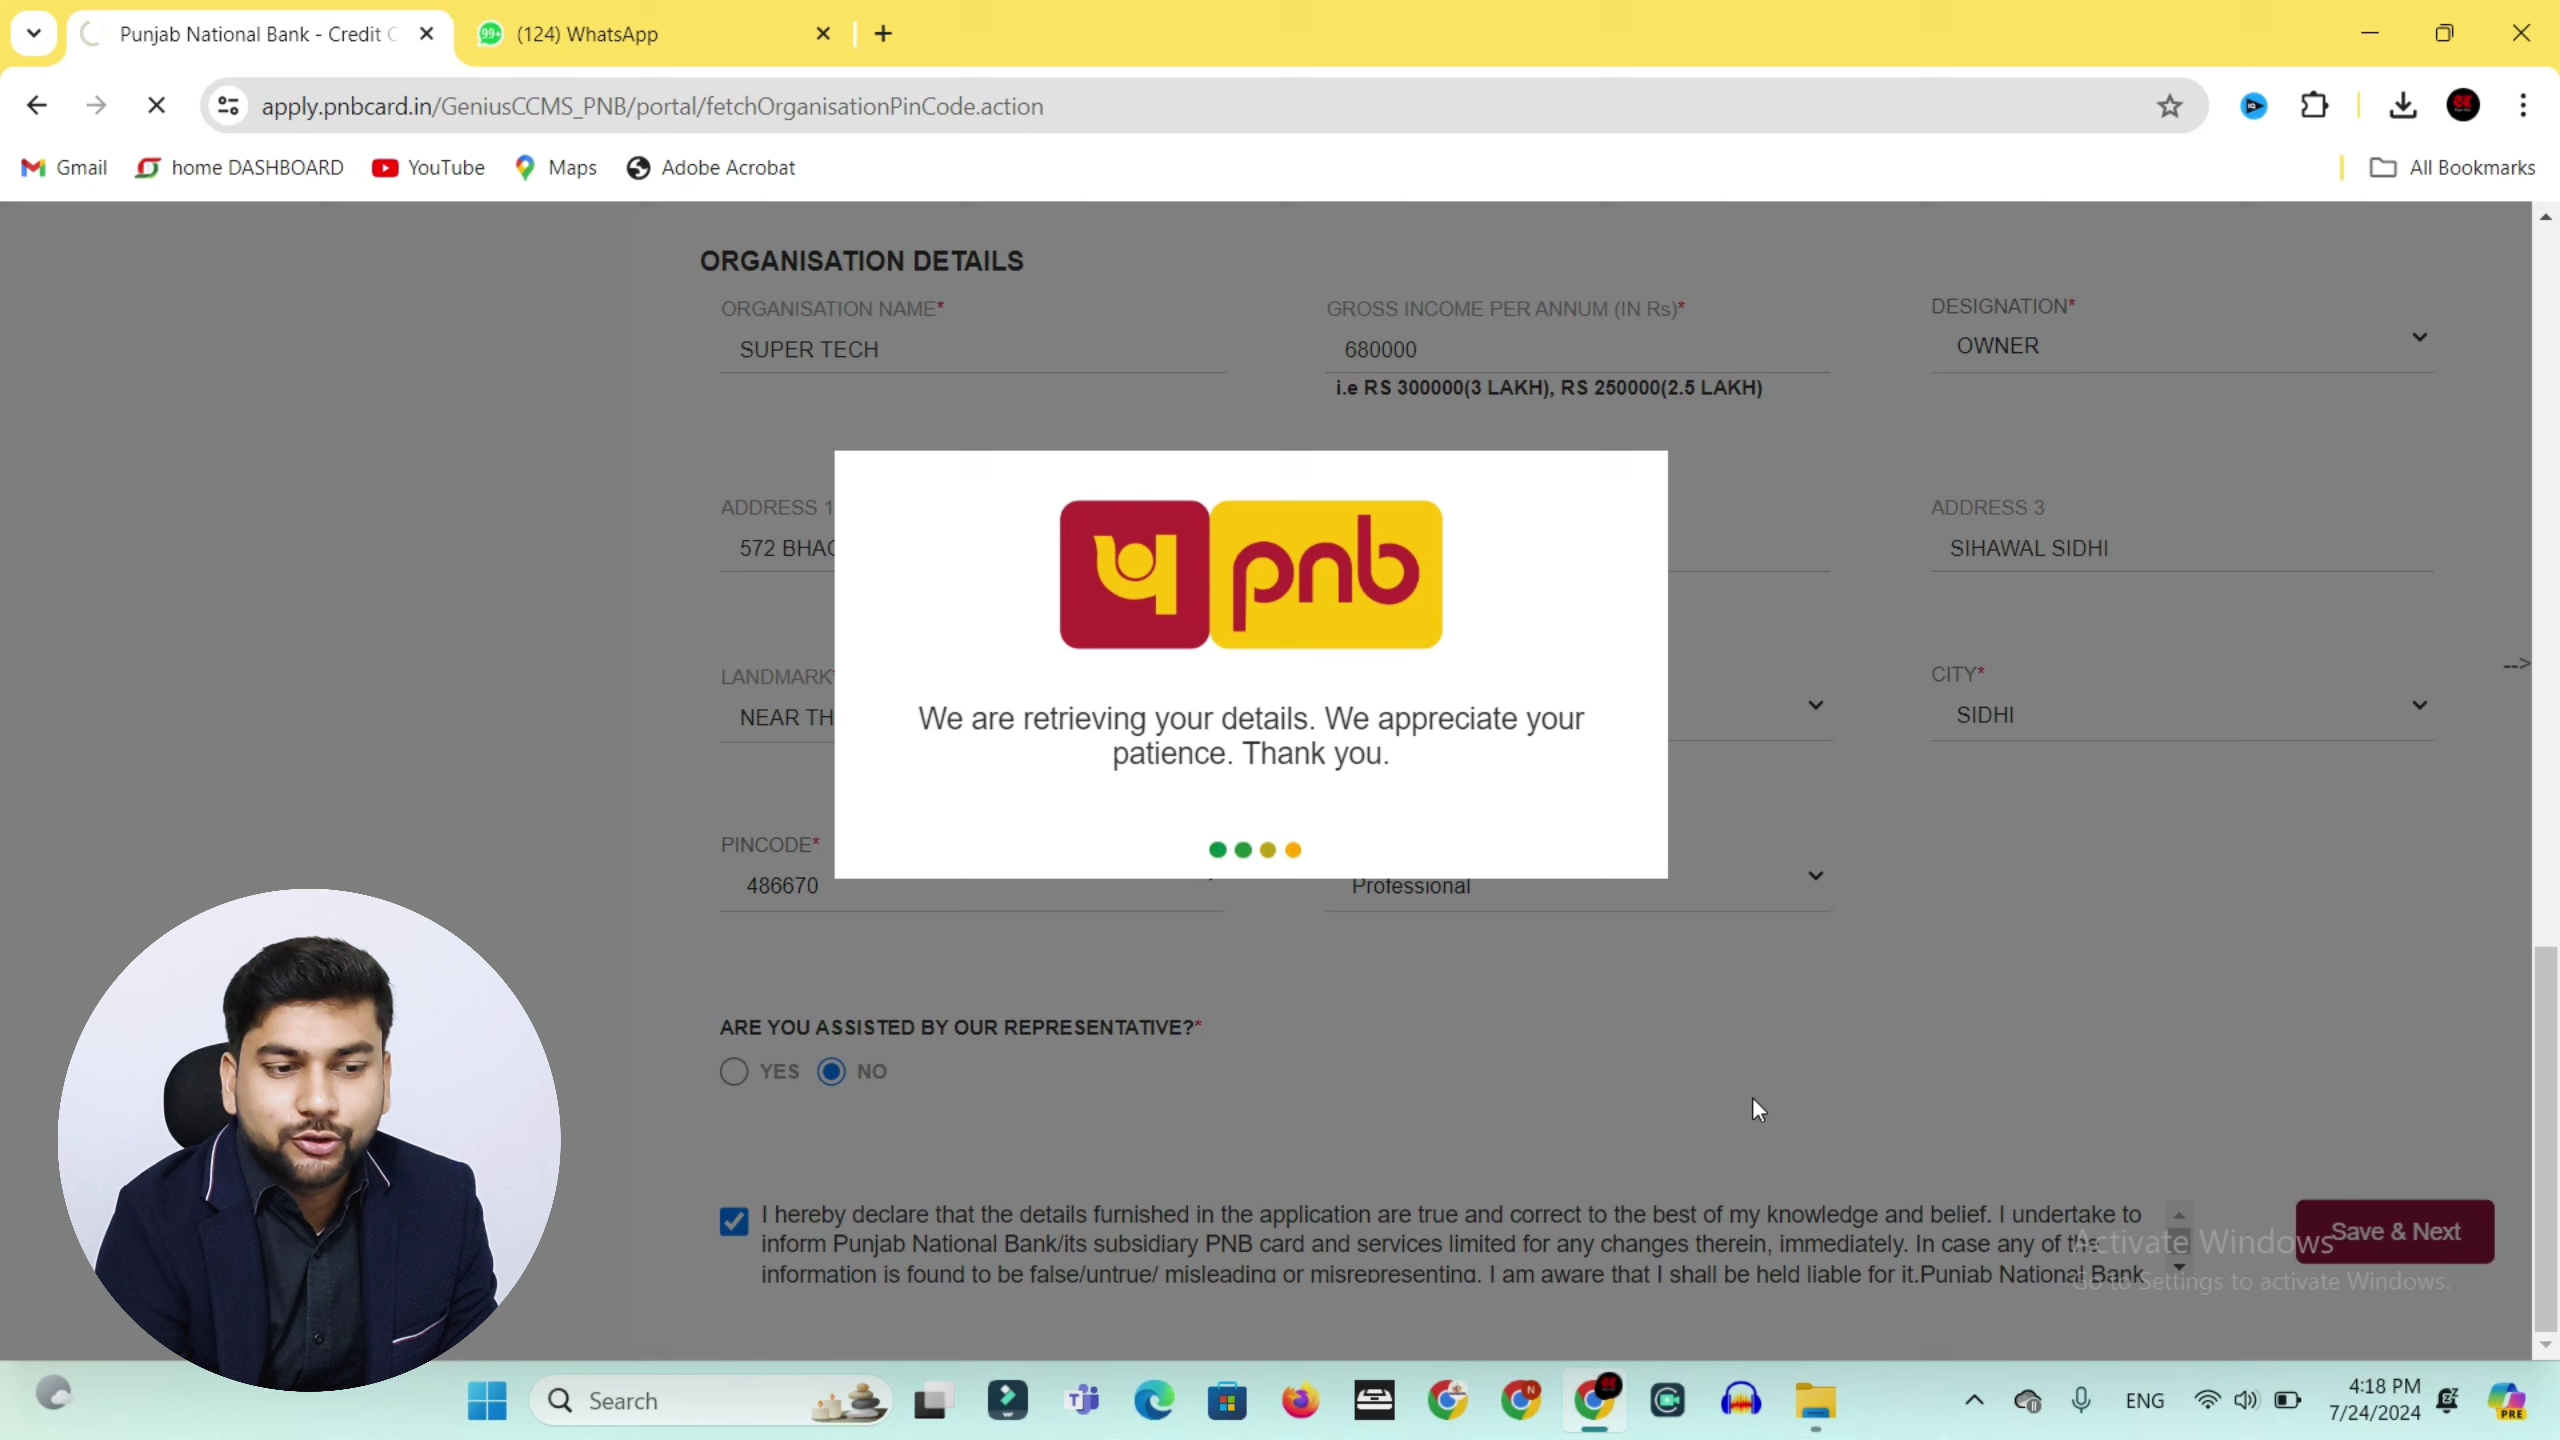 Punjab National Bank - Credit C
99+ (124) WhatsApp
apply.pnbcard.in/GeniusCCMS_PNB/portal/fetchOrganisationPinCode.action
Gmail home DASHBOARD YouTube Maps Adobe Acrobat All Bookmarks
ORGANISATION DETAILS
ORGANISATION NAME* GROSS INCOME PER ANNUM (IN Rs)* DESIGNATION*
SUPER TECH 680000 OWNER
i.e RS 300000(3 LAKH), RS 250000(2.5 LAKH)
ADDRESS 1 ADDRESS 3
572 BHAG SIHAWAL SIDHI
pnb
LANDMARK* CITY*
NEAR TH SIDHI
-->
We are retrieving your details. We appreciate your
patience. Thank you.
PINCODE*
486670 Professional
ARE YOU ASSISTED BY OUR REPRESENTATIVE?*
YES NO
I hereby declare that the details furnished in the application are true and correct to the best of my knowledge and belief. I undertake to
inform Punjab National Bank/its subsidiary PNB card and services limited for any changes therein, immediately. In case any of the
information is found to be false/untrue/ misleading or misrepresenting. I am aware that I shall be held liable for it.Punjab National Bank
Save & Next
Activate Windows
Go to Settings to activate Windows.
Search
ENG
4:18 PM
7/24/2024
PRE